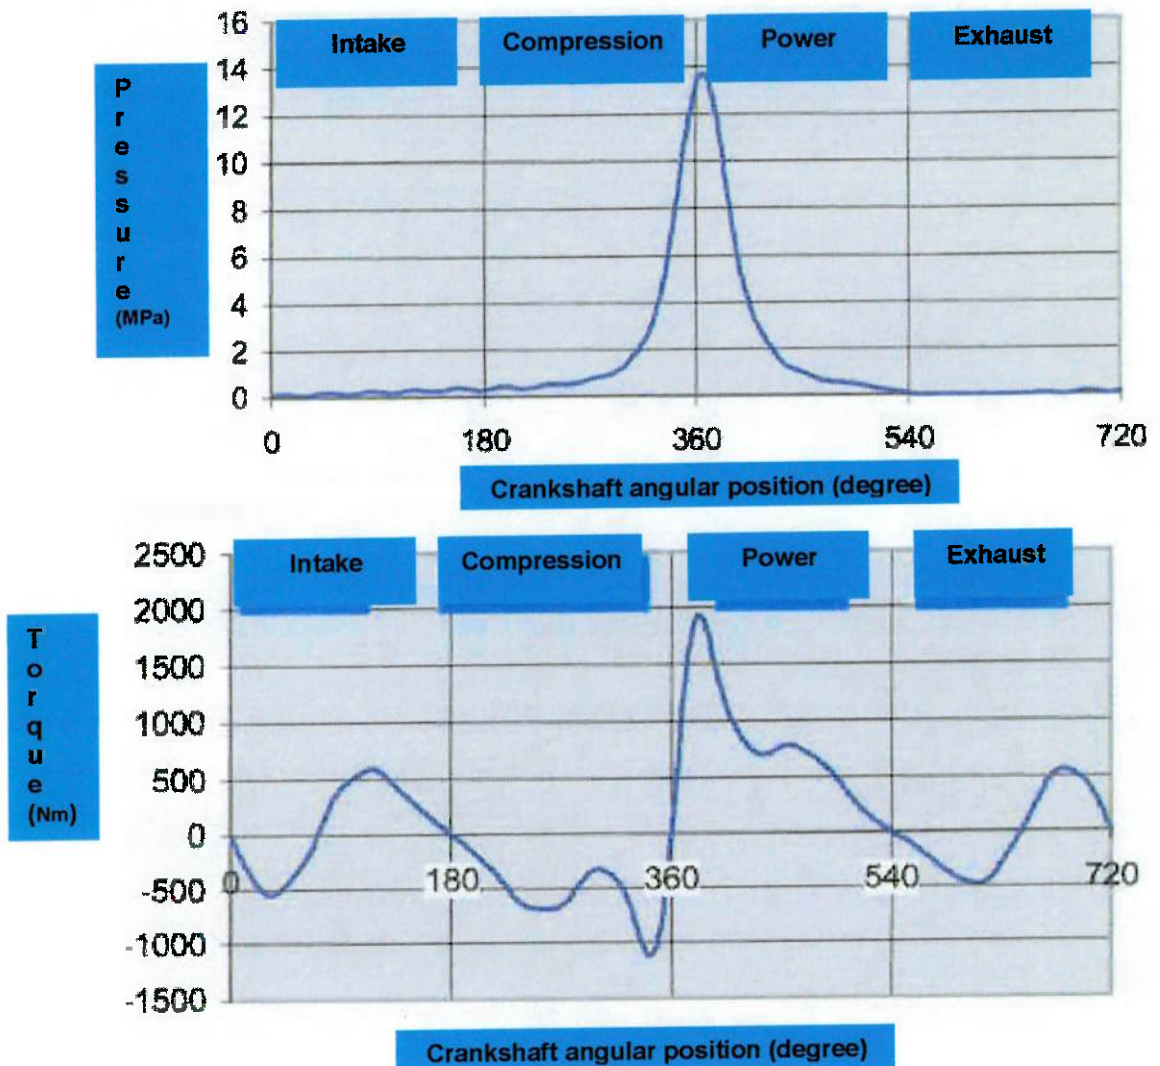 16
Intake
Compression
Power
Exhaust
14
12
10
8
6
4
2
0
Pressure
(MPa)
0
180
360
540
720
Crankshaft angular position (degree)
2500
Intake
Compression
Power
Exhaust
2000
1500
1000
500
0
-500
-1000
-1500
Torque
(Nm)
0
180
360
540
720
Crankshaft angular position (degree)